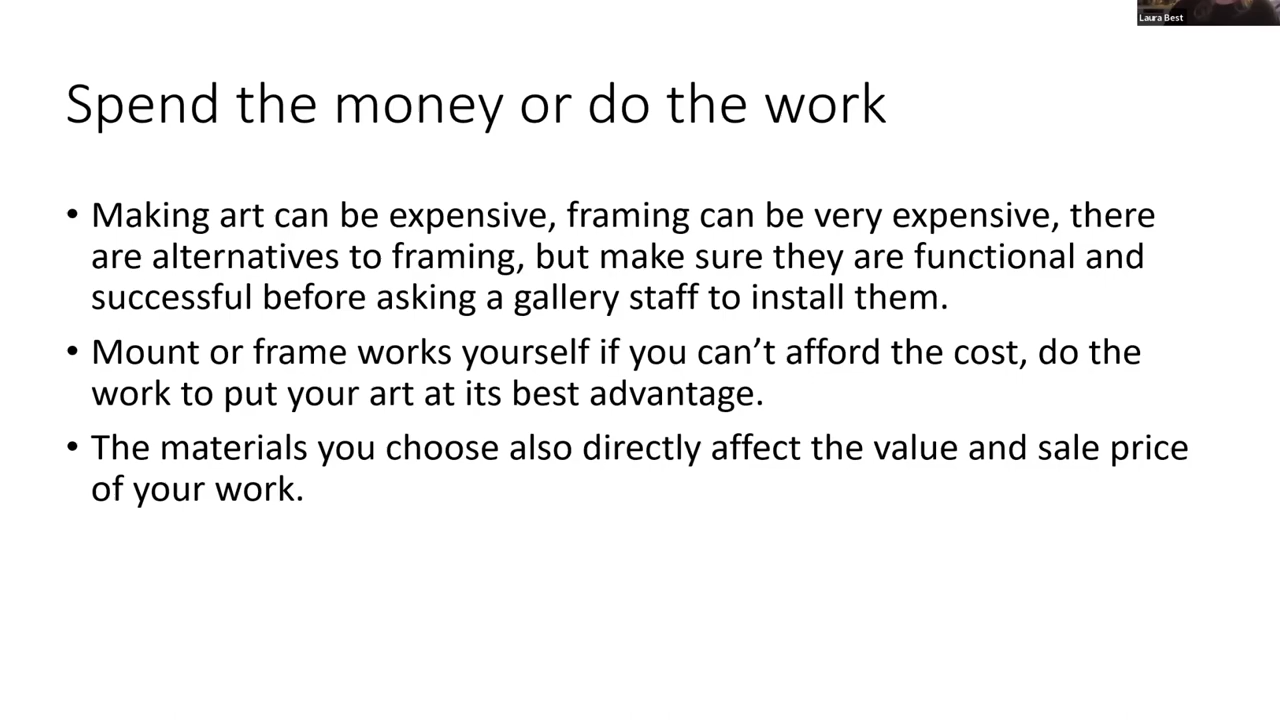 Laura Best
Spend the money or do the work
• Making art can be expensive, framing can be very expensive, there
are alternatives to framing, but make sure they are functional and
successful before asking a gallery staff to install them.
• Mount or frame works yourself if you can’t afford the cost, do the
work to put your art at its best advantage.
• The materials you choose also directly affect the value and sale price
of your work.